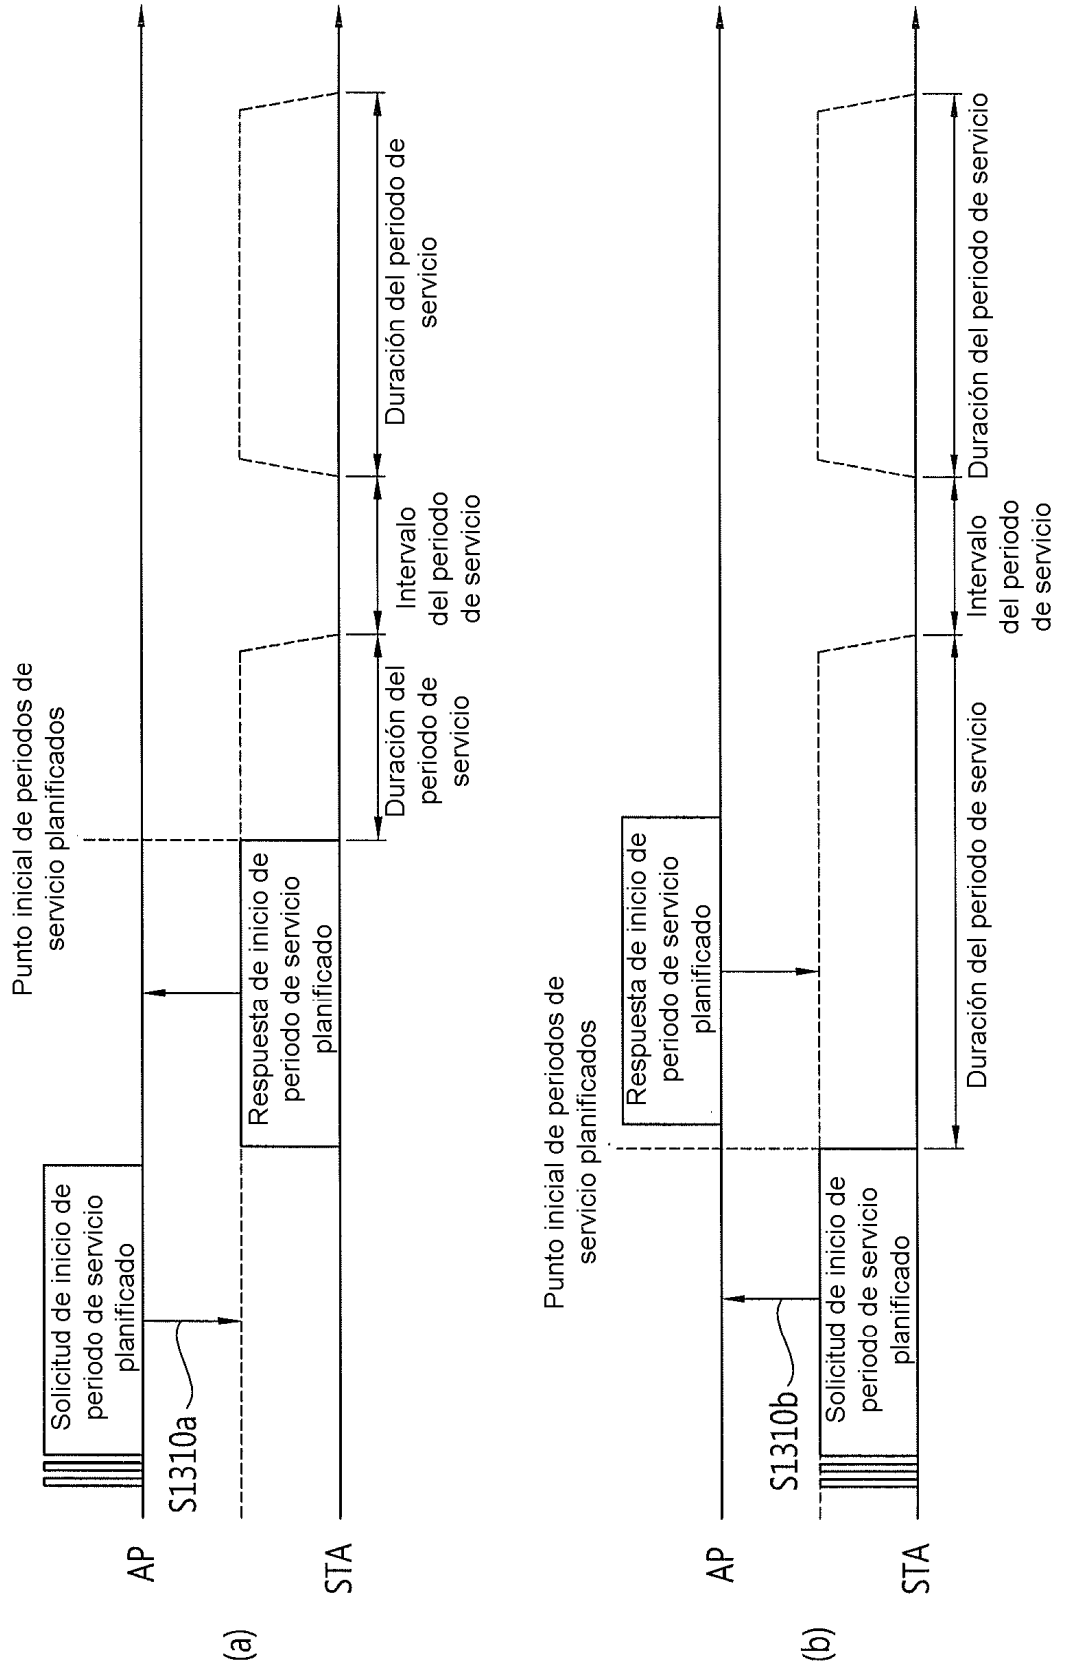 Punto inicial de periodos de
servicio planificados
Solicitud de inicio de
periodo de servicio
planificado
AP
S1310a
Respuesta de inicio de
periodo de servicio
planificado
STA
Duración del
periodo de
servicio
Intervalo
del periodo
de servicio
Duración del periodo de
servicio
(a)
Punto inicial de periodos de
servicio planificados
Respuesta de inicio de
periodo de servicio
planificado
AP
S1310b
Solicitud de inicio de
periodo de servicio
planificado
STA
Duración del periodo de servicio
Intervalo
del periodo
de servicio
Duración del periodo de servicio
(b)